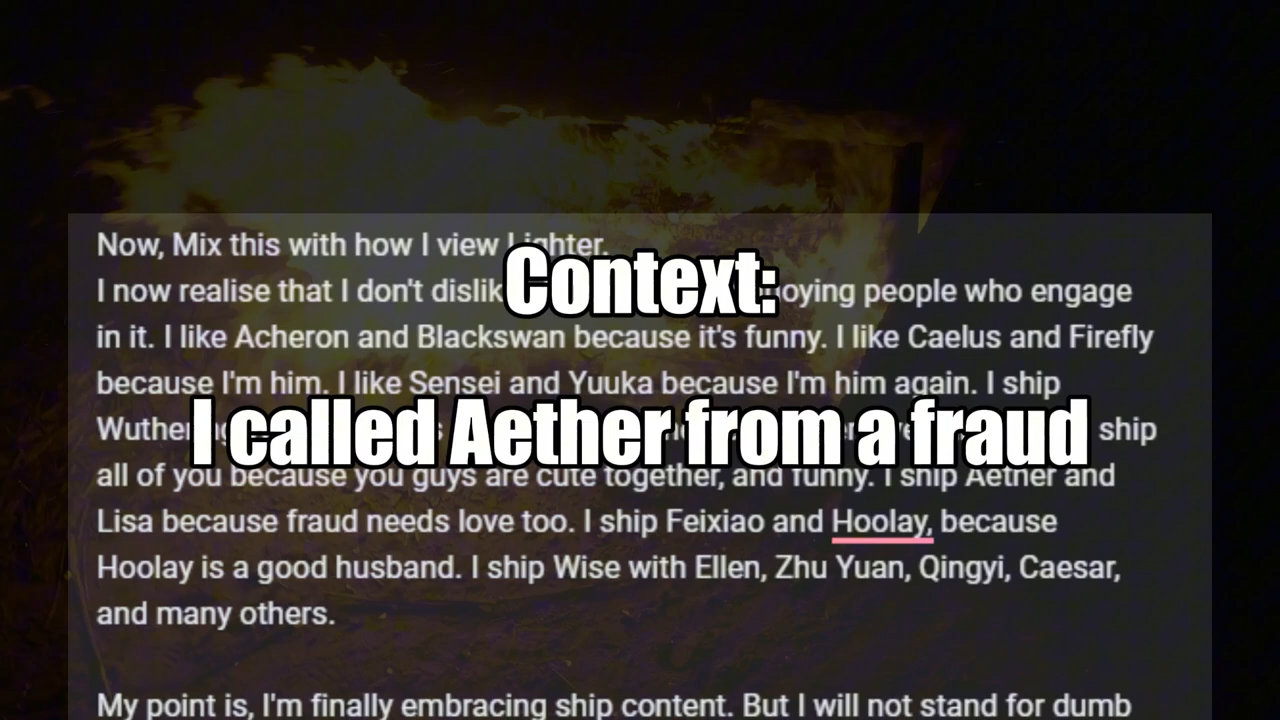 Now, Mix this with how I view Lighter.
Context:
I now realise that I don't dislik oying people who engage
in it. I like Acheron and Blackswan because it's funny. I like Caelus and Firefly
because I'm him. I like Sensei and Yuuka because I'm him again. I ship
I called Aether from a fraud
ship
all of you because you guys are cute together, and funny. I ship Aether and
Lisa because fraud needs love too. I ship Feixiao and Hoolay, because
Hoolay is a good husband. I ship Wise with Ellen, Zhu Yuan, Qingyi, Caesar,
and many others.
My point is, I'm finally embracing ship content. But I will not stand for dumb